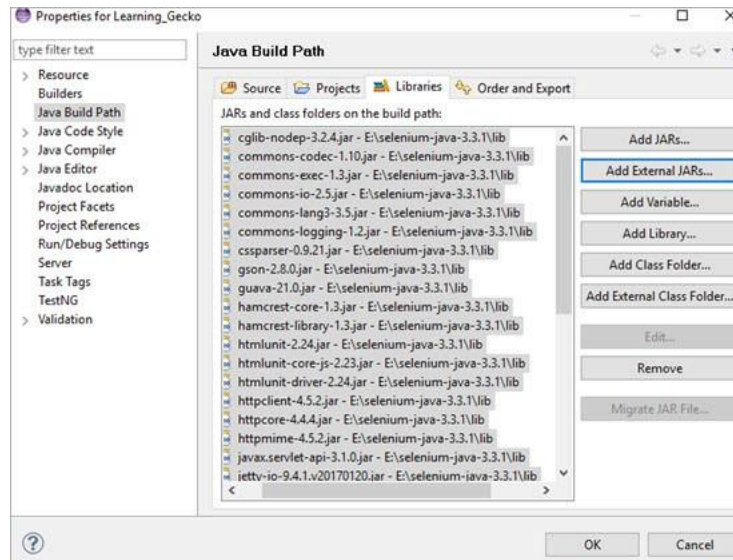 Properties for Learning_Gecko
type filter text
Resource
Builders
Java Build Path
Java Code Style
Java Compiler
Java Editor
Javadoc Location
Project Facets
Project References
Run/Debug Settings
Server
Task Tags
TestNG
Validation
Java Build Path
Source Projects Libraries Order and Export
JARs and class folders on the build path:
cglib-nodep-3.2.4.jar - E:\selenium-java-3.3.1\lib
commons-codec-1.10.jar - E:\selenium-java-3.3.1\lib
commons-exec-1.3.jar - E:\selenium-java-3.3.1\lib
commons-io-2.5.jar - E:\selenium-java-3.3.1\lib
commons-lang3-3.5.jar - E:\selenium-java-3.3.1\lib
commons-logging-1.2.jar - E:\selenium-java-3.3.1\lib
cssparser-0.9.21.jar - E:\selenium-java-3.3.1\lib
gson-2.8.0.jar - E:\selenium-java-3.3.1\lib
guava-21.0.jar - E:\selenium-java-3.3.1\lib
hamcrest-core-1.3.jar - E:\selenium-java-3.3.1\lib
hamcrest-library-1.3.jar - E:\selenium-java-3.3.1\lib
htmlunit-2.24.jar - E:\selenium-java-3.3.1\lib
htmlunit-core-js-2.23.jar - E:\selenium-java-3.3.1\lib
htmlunit-driver-2.24.jar - E:\selenium-java-3.3.1\lib
httpclient-4.5.2.jar - E:\selenium-java-3.3.1\lib
httpcore-4.4.4.jar - E:\selenium-java-3.3.1\lib
httpmime-4.5.2.jar - E:\selenium-java-3.3.1\lib
javax.servlet-api-3.1.0.jar - E:\selenium-java-3.3.1\lib
jetty-io-9.4.1.v20170120.jar - E:\selenium-java-3.3.1\lib
Add JARs...
Add External JARs...
Add Variable...
Add Library...
Add Class Folder...
Add External Class Folder...
Edit...
Remove
Migrate JAR File...
OK
Cancel